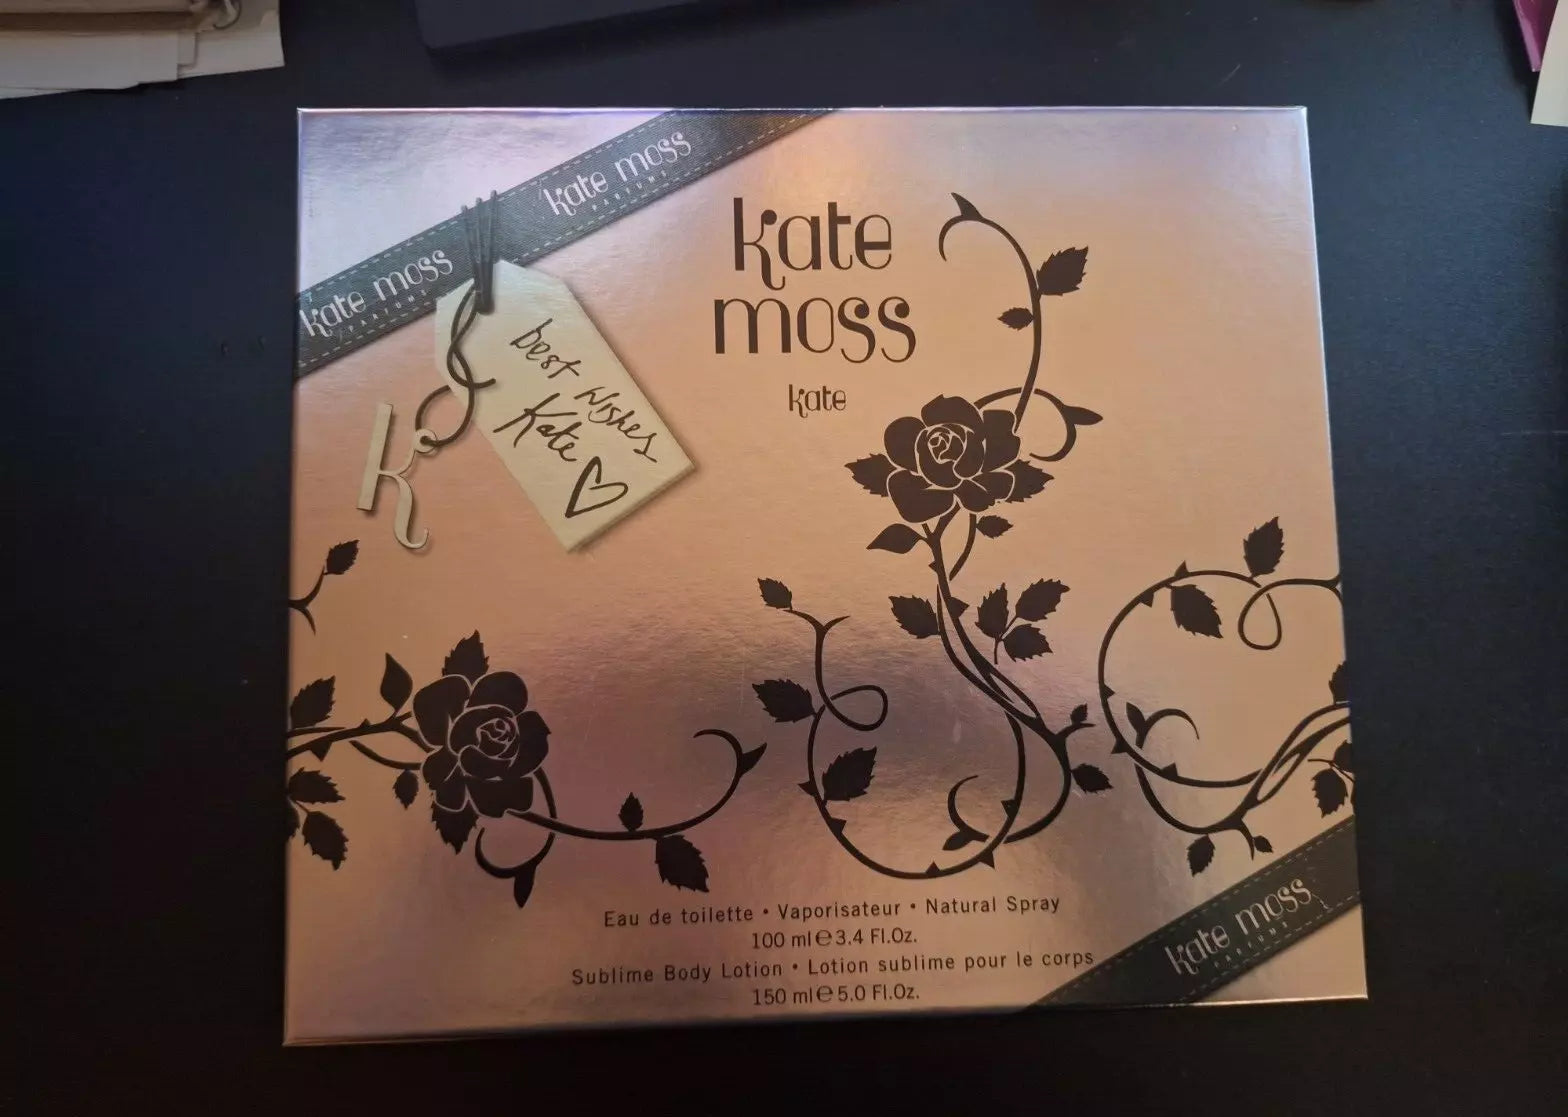 kate moss
PARFUMS
kate moss
PARFUMS
kate
moss
kate
best wishes
Kate
K
Eau de toilette • Vaporisateur • Natural Spray
100 ml ℮ 3.4 Fl.Oz.
Sublime Body Lotion • Lotion sublime pour le corps
150 ml ℮ 5.0 Fl.Oz.
kate moss
PARFUMS